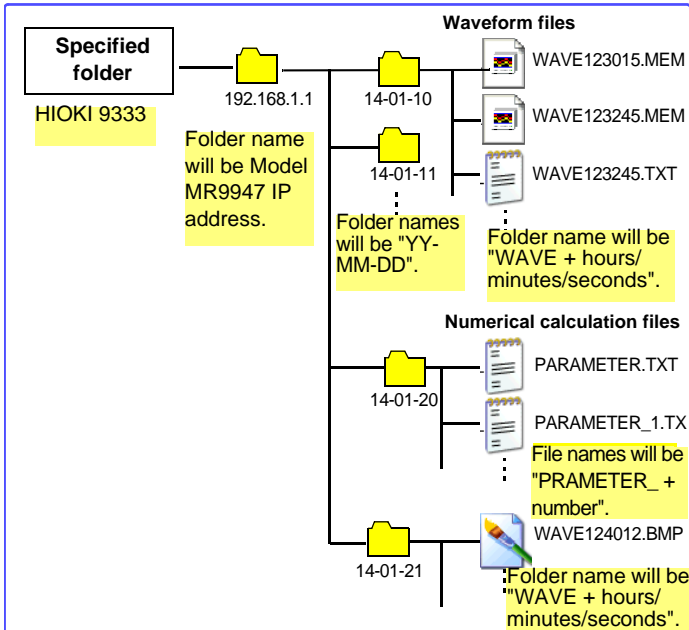 Waveform files
Specified
folder
HIOKI 9333
192.168.1.1
Folder name
will be Model
MR9947 IP
address.
14-01-10
14-01-11
Folder names
will be "YY-
MM-DD".
WAVE123015.MEM
WAVE123245.MEM
WAVE123245.TXT
Folder name will be
"WAVE + hours/
minutes/seconds".
Numerical calculation files
14-01-20
PARAMETER.TXT
PARAMETER_1.TX
File names will be
"PRAMETER_ +
number".
14-01-21
WAVE124012.BMP
Folder name will be
"WAVE + hours/
minutes/seconds".